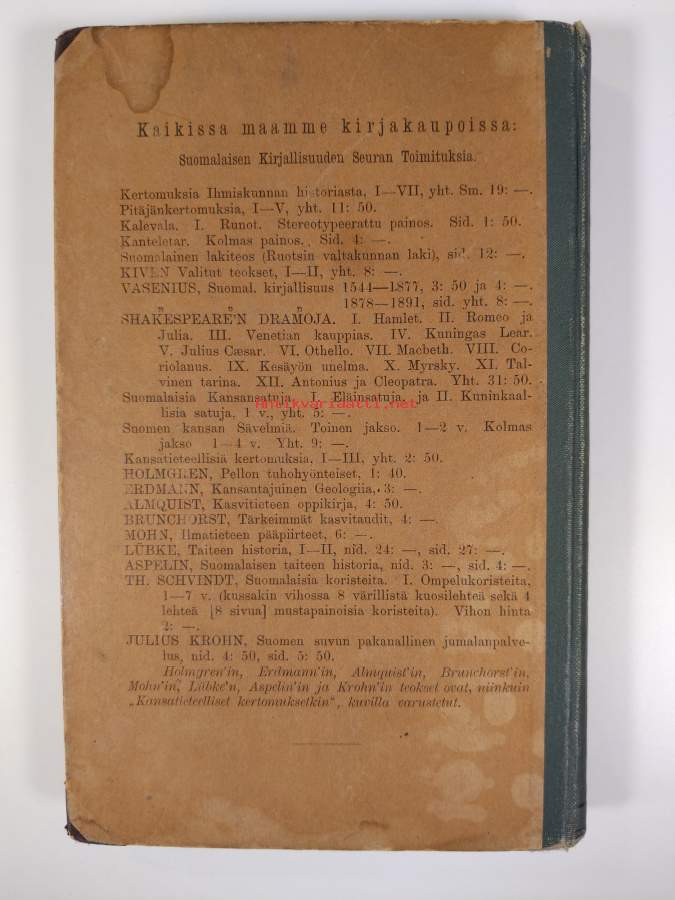 Kaikissa maamme kirjakaupoissa:
Suomalaisen Kirjallisuuden Seuran Toimituksia.
Kertomuksia Ihmiskunnan historiasta, I—VII, yht. Sm. 19: —.
Pitäjänkertomuksia, I—V, yht. 11: 50.
Kalevala. I. Runot. Stereotypeerattu painos. Sid. 1: 50.
Kanteletar. Kolmas painos. Sid. 4: —.
Suomalainen lakiteos (Ruotsin valtakunnan laki), sid. 12: —.
KIVEN Valitut teokset, I—II, yht. 8: —.
VASENIUS, Suomal. kirjallisuus 1544—1877, 3: 50 ja 4: —.
„ „ „ 1878—1891, sid. yht. 8: —.
SHAKESPEARE'N DRAMOJA. I. Hamlet. II. Romeo ja
Julia. III. Venetian kauppias. IV. Kuningas Lear.
V. Julius Cæsar. VI. Othello. VII. Macbeth. VIII. Co-
riolanus. IX. Kesäyön unelma. X. Myrsky. XI. Tal-
vinen tarina. XII. Antonius ja Cleopatra. Yht. 31: 50.
Suomalaisia Kansansatuja. I. Eläinsatuja, ja II. Kuninkaal-
lisia satuja, 1 v., yht. 5: —.
antikvariaatti.net
Suomen kansan Sävelmiä. Toinen jakso. 1—2 v. Kolmas
jakso 1—4 v. Yht. 9: —.
Kansatieteellisiä kertomuksia. I—III, yht. 2: 50.
HOLMGREN, Pellon tuhohyönteiset, 1: 40.
ERDMANN, Kansantajuinen Geologiia, 3: —.
ALMQUIST, Kasvitieteen oppikirja, 4: 50.
BRUNCHORST, Tärkeimmät kasvitaudit, 4: —.
MOHN, Ilmatieteen pääpiirteet, 6: —.
LÜBKE, Taiteen historia, I—II, nid. 24: —, sid. 27: —.
ASPELIN, Suomalaisen taiteen historia, nid. 3: —, sid. 4: —.
TH. SCHVINDT, Suomalaisia koristeita. I. Ompelukoristeita,
1—7 v. (kussakin vihossa 8 värillistä kuosilehteä sekä 4
lehteä [8 sivua] mustapainoisia koristeita). Vihon hinta
2: —.
JULIUS KROHN, Suomen suvun pakanallinen jumalanpalve-
lus, nid. 4: 50, sid. 5: 50.
Holmgren'in, Erdmann'in, Almquist'in, Brunchorst'in,
Mohn'in, Lübke'n, Aspelin'in ja Krohn'in teokset ovat, niinkuin
„Kansatieteelliset kertomuksetkin“, kuvilla varustetut.